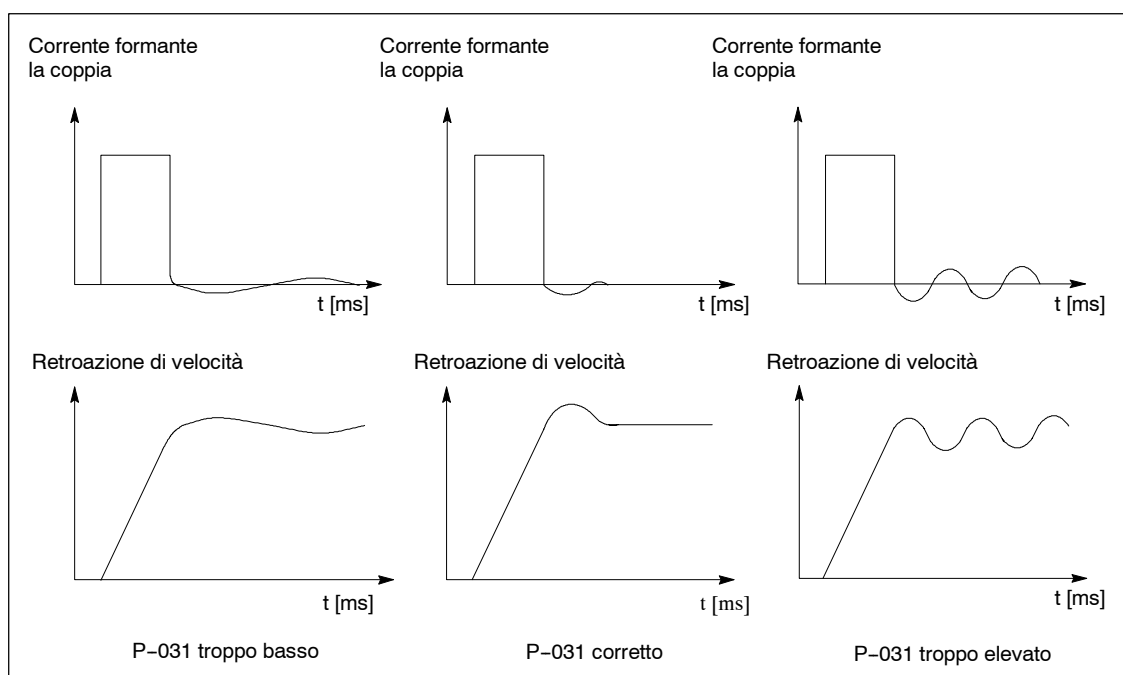 Corrente formante
la coppia
Corrente formante
la coppia
Corrente formante
la coppia
t [ms]
t [ms]
t [ms]
Retroazione di velocità
Retroazione di velocità
Retroazione di velocità
t [ms]
t [ms]
t [ms]
P-031 troppo basso
P-031 corretto
P-031 troppo elevato